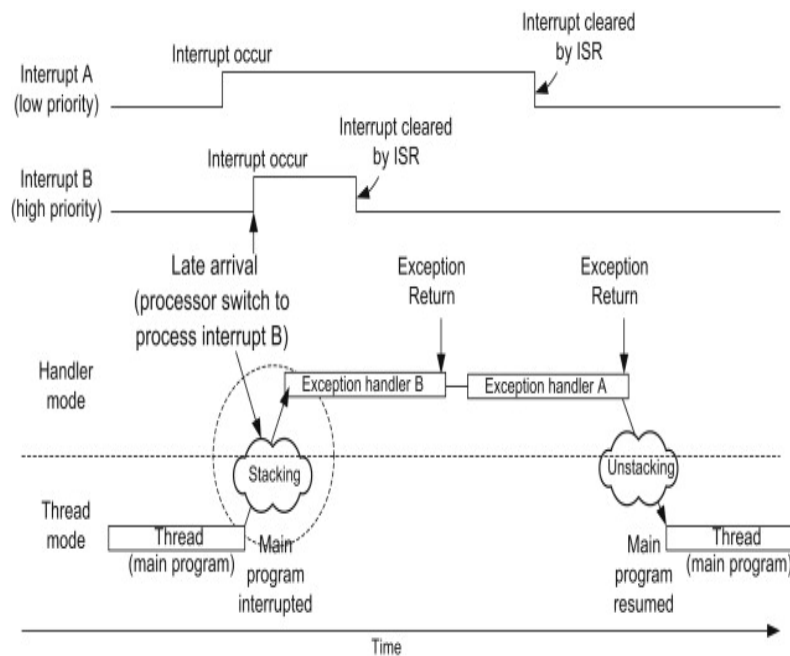 Interrupt A
(low priority)
Interrupt occur
Interrupt cleared
by ISR
Interrupt B
(high priority)
Interrupt occur
Interrupt cleared
by ISR
Late arrival
(processor switch to
process interrupt B)
Exception
Return
Exception
Return
Handler
mode
Exception handler B
Exception handler A
Stacking
Unstacking
Thread
mode
Thread
(main program)
Main
program
interrupted
Main
program
resumed
Thread
(main program)
Time